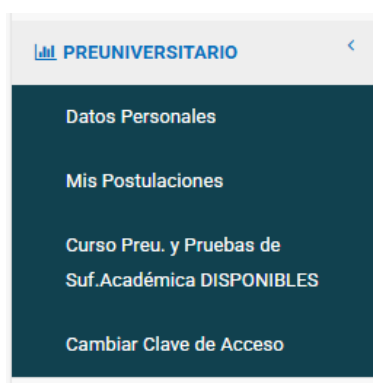 PREUNIVERSITARIO
Datos Personales
Mis Postulaciones
Curso Preu. y Pruebas de
Suf.Académica DISPONIBLES
Cambiar Clave de Acceso